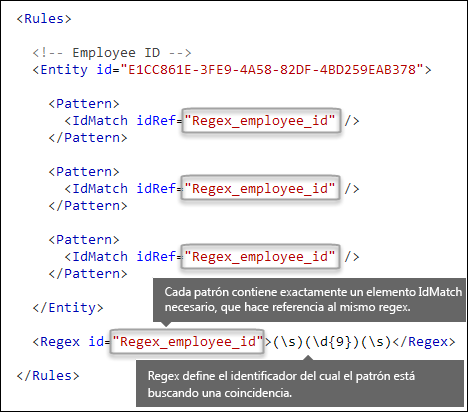 <Rules>
<!-- Employee ID -->
<Entity id="E1CC861E-3FE9-4A58-82DF-4BD259EAB378">
<Pattern>
<IdMatch idRef="Regex_employee_id" />
</Pattern>
<Pattern>
<IdMatch idRef="Regex_employee_id" />
</Pattern>
<Pattern>
<IdMatch idRef="Regex_employee_id" />
</Pattern>
Cada patrón contiene exactamente un elemento IdMatch
necesario, que hace referencia al mismo regex.
</Entity>
<Regex id="Regex_employee_id">(\s)(\d{9})(\s)</Regex>
Regex define el identificador del cual el patrón está
buscando una coincidencia.
</Rules>